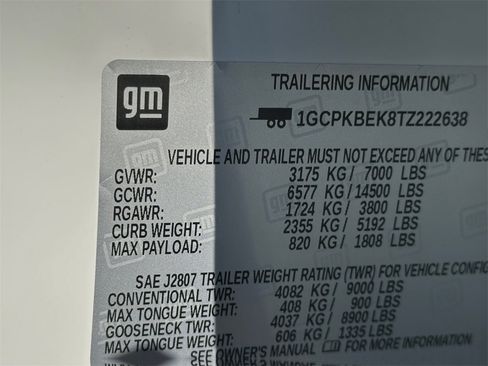 gm
TRAILERING INFORMATION
1GCPKBEK8TZ222638
VEHICLE AND TRAILER MUST NOT EXCEED ANY OF THESE
GVWR: 3175 KG / 7000 LBS
GCWR: 6577 KG / 14500 LBS
RGAWR: 1724 KG / 3800 LBS
CURB WEIGHT: 2355 KG / 5192 LBS
MAX PAYLOAD: 820 KG / 1808 LBS
SAE J2807 TRAILER WEIGHT RATING (TWR) FOR VEHICLE CONFIG
CONVENTIONAL TWR: 4082 KG / 9000 LBS
MAX TONGUE WEIGHT: 408 KG / 900 LBS
GOOSENECK TWR: 4037 KG / 8900 LBS
MAX TONGUE WEIGHT: 606 KG / 1335 LBS
SEE OWNER'S MANUAL FOR MORE INFORMATION.